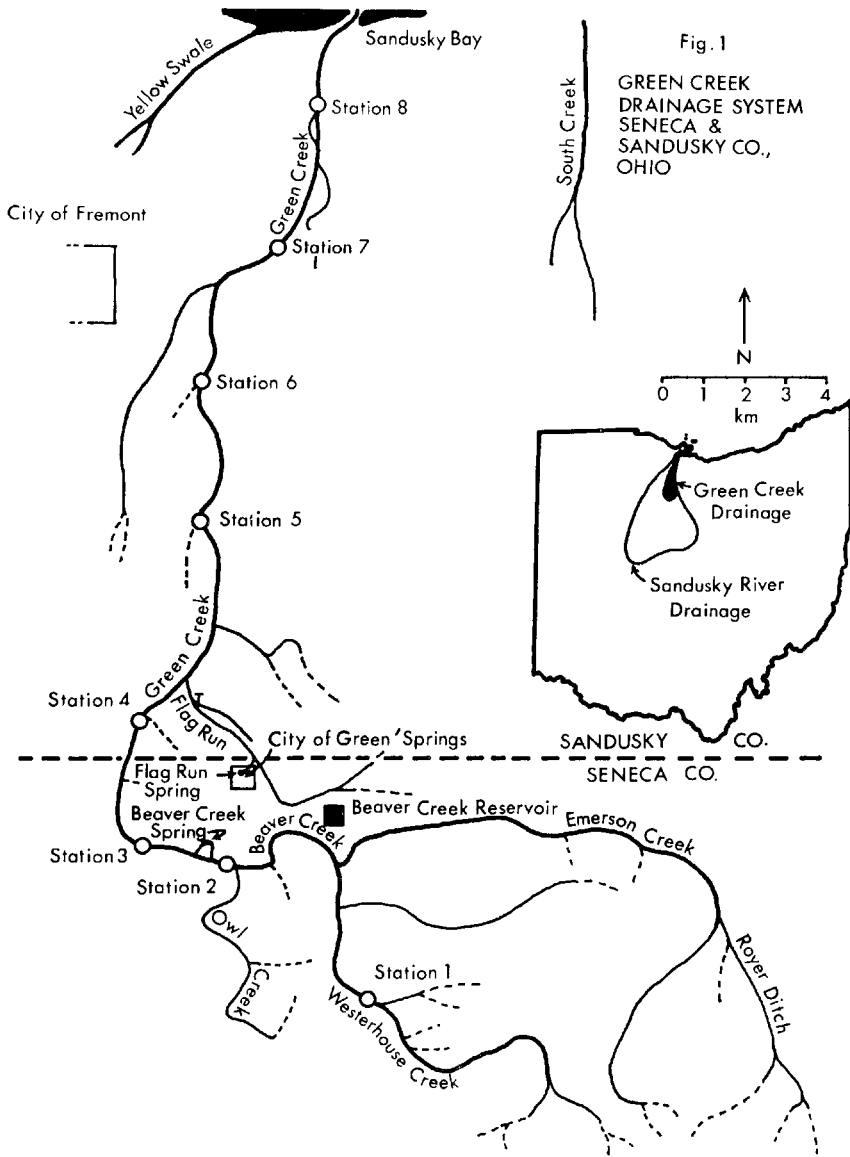 Sandusky Bay
Fig. 1
Yellow Swale
Station 8
GREEN CREEK
DRAINAGE SYSTEM
SENECA &
SANDUSKY CO.,
OHIO
South Creek
Green Creek
City of Fremont
Station 7
N
0 1 2 3 4
km
Station 6
Green Creek
Drainage
Station 5
Sandusky River
Drainage
Green Creek
Station 4
Flag Run
City of Green Springs
SANDUSKY CO.
SENECA CO.
Flag Run
Spring
Beaver Creek
Spring
Beaver Creek Reservoir
Beaver Creek
Emerson Creek
Station 3
Station 2
Owl
Creek
Royer Ditch
Station 1
Westerhouse Creek